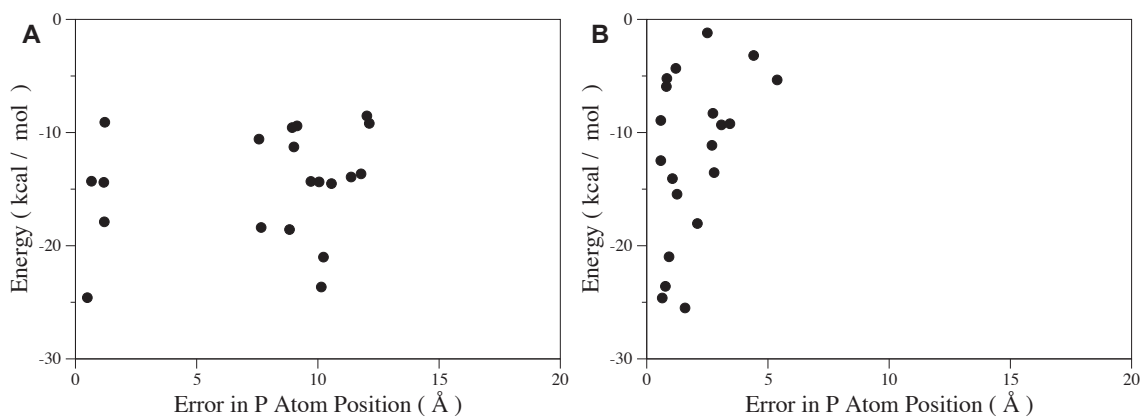 A
0
-10
-20
-30
Energy ( kcal / mol )
0 5 10 15 20
Error in P Atom Position ( Å )
B
0
-10
-20
-30
Energy ( kcal / mol )
0 5 10 15 20
Error in P Atom Position ( Å )